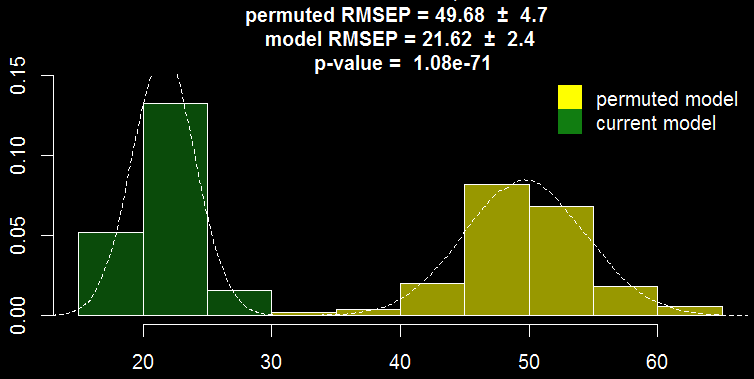 permuted RMSEP = 49.68 ± 4.7
model RMSEP = 21.62 ± 2.4
p-value = 1.08e-71
permuted model
current model
0.15
0.10
0.05
0.00
20 30 40 50 60